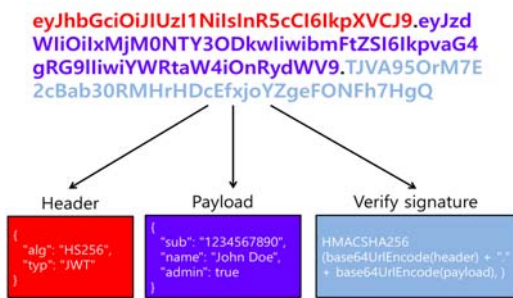 eyJhbGciOiJIUzI1NiIsInR5cCI6IkpXVCJ9.eyJzd
WIiOiIxMjM0NTY3ODkwIiwibmFtZSI6IkpvaG4
gRG9lIiwiYWRtaW4iOnRydWV9.TJVA95OrM7E
2cBab30RMHrHDcEfxjoYZgeFONFh7HgQ
Header
Payload
Verify signature
{
"alg": "HS256",
"typ": "JWT"
}
{
"sub": "1234567890",
"name": "John Doe",
"admin": true
}
HMACSHA256
(base64UrlEncode(header) + "."
+ base64UrlEncode(payload), )